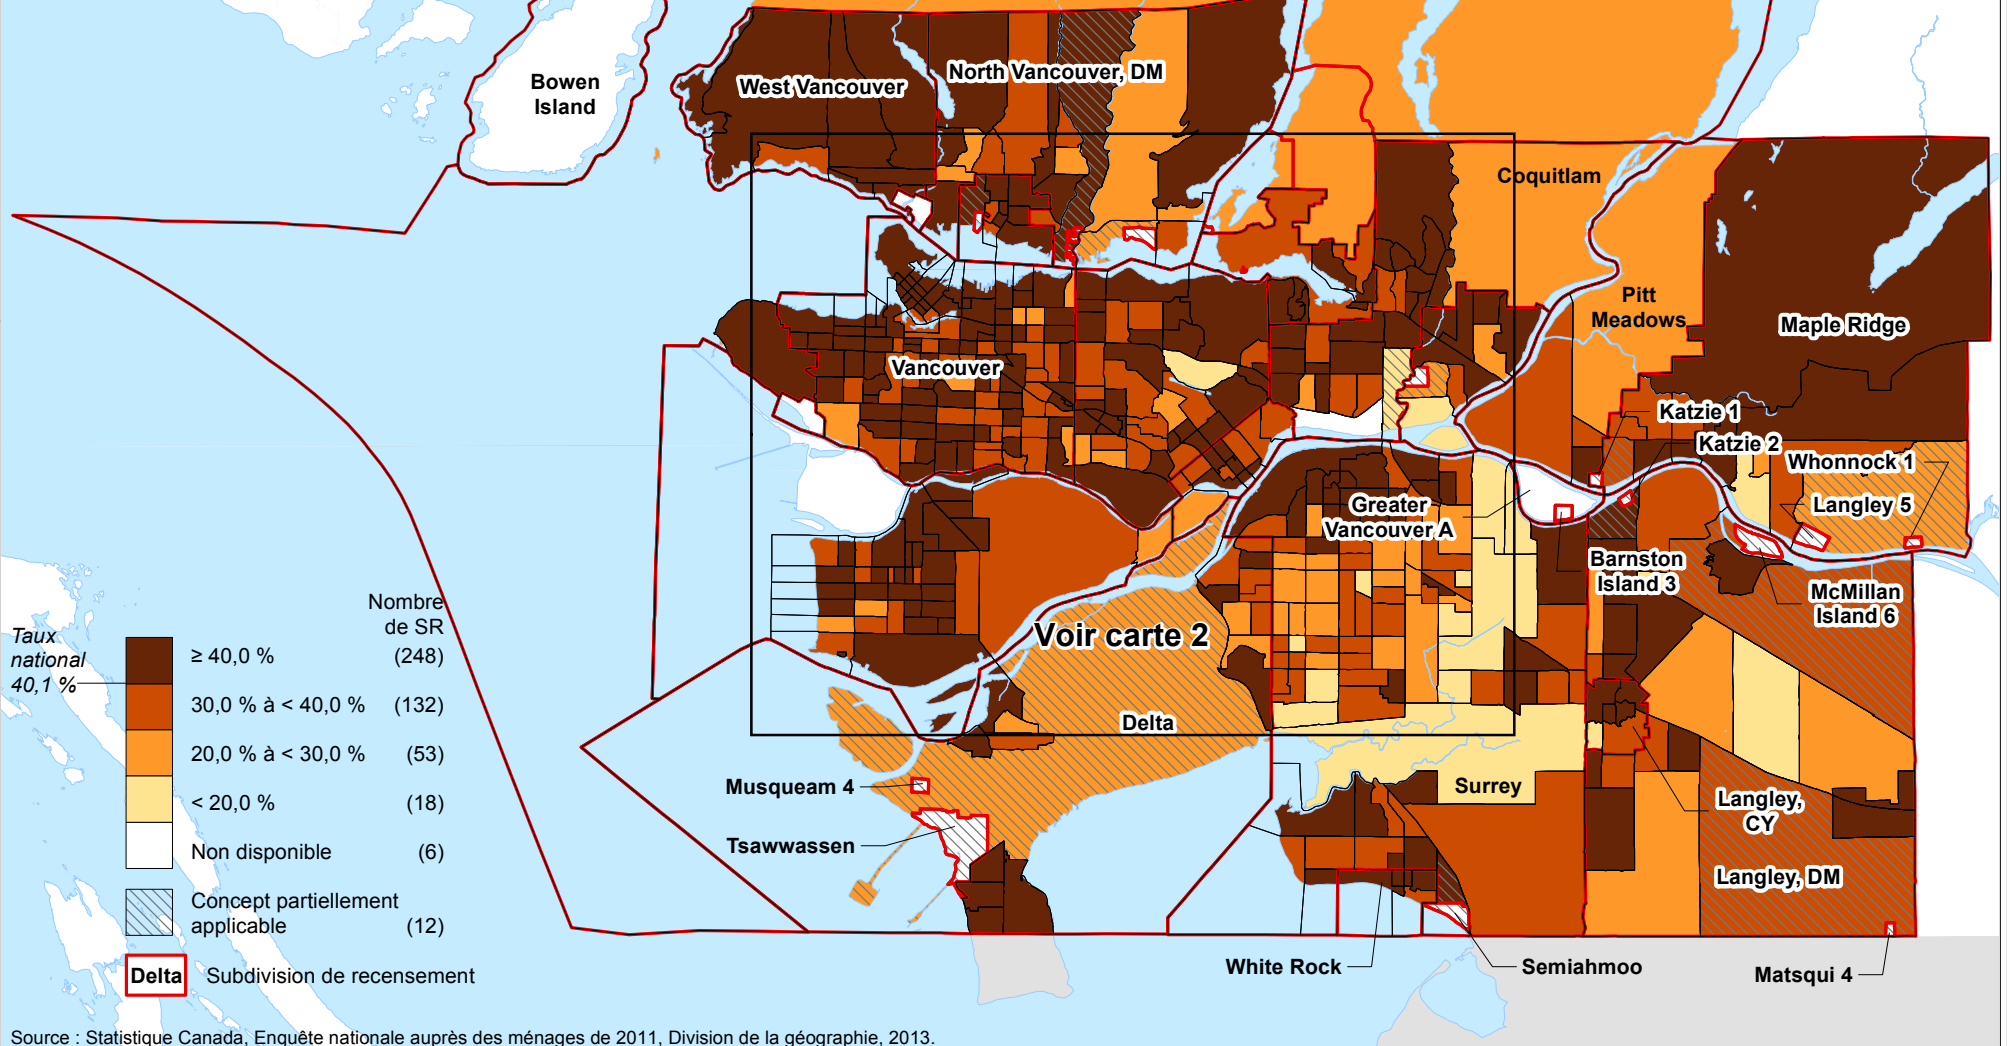 Bowen
Island
West Vancouver
North Vancouver, DM
Coquitlam
Pitt
Meadows
Maple Ridge
Vancouver
Katzie 1
Katzie 2
Whonnock 1
Langley 5
Greater
Vancouver A
Barnston
Island 3
McMillan
Island 6
Voir carte 2
Delta
Musqueam 4
Tsawwassen
Surrey
Langley,
CY
Langley, DM
White Rock
Semiahmoo
Matsqui 4
Nombre
de SR
Taux
national
40,1 %
≥ 40,0 % (248)
30,0 % à < 40,0 % (132)
20,0 % à < 30,0 % (53)
< 20,0 % (18)
Non disponible (6)
Concept partiellement
applicable (12)
Delta Subdivision de recensement
Source : Statistique Canada, Enquête nationale auprès des ménages de 2011, Division de la géographie, 2013.